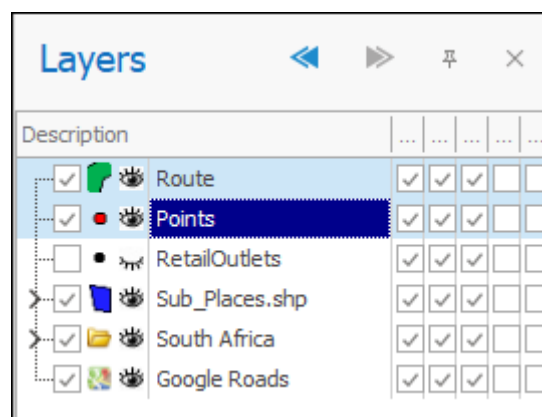 Layers
Description ... ... ... ... ...
Route
Points
RetailOutlets
Sub_Places.shp
South Africa
Google Roads